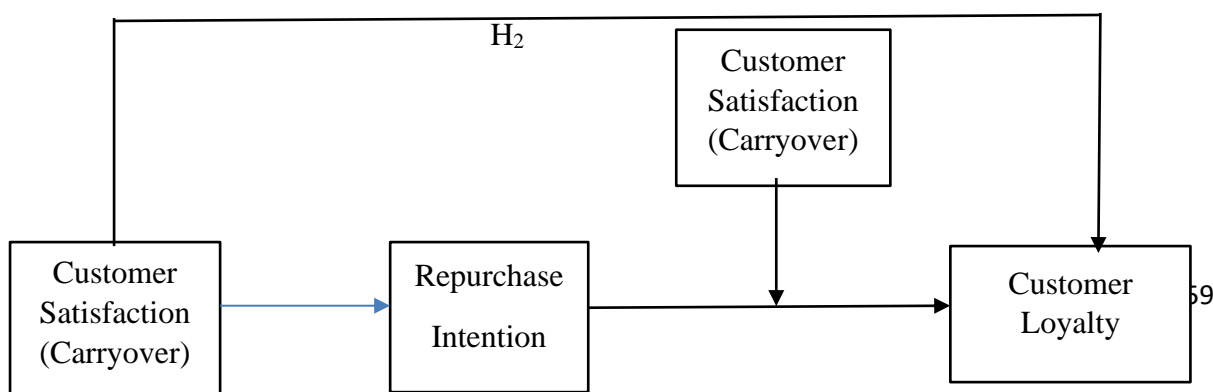 H₂
Customer
Satisfaction
(Carryover)
Customer
Satisfaction
(Carryover)
Repurchase
Intention
Customer
Loyalty
59